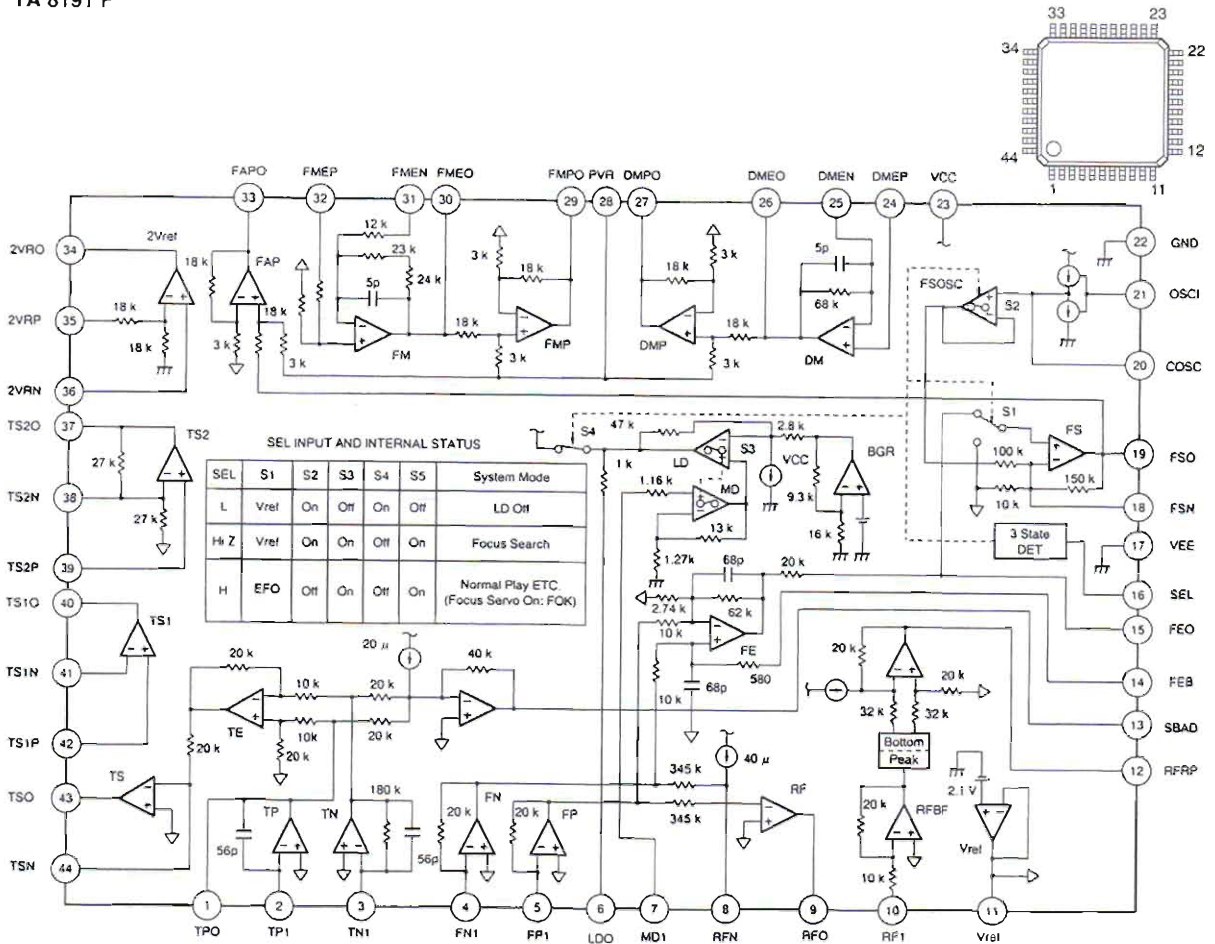 TA 8191 F
33 23
34 22
44 12
1 11
FAPO FMEP FMEN FMEO FMPO PVR DMPO DMEO DMEN DMEP VCC
33 32 31 30 29 28 27 26 25 24 23
2VRO 34
2Vref
FAP
18 k
18 k
3 k
3 k
12 k
23 k
24 k
5p
FM
18 k
3 k
18 k
FMP
3 k
18 k
3 k
DMP
18 k
3 k
5p
68 k
DM
FSOSC
S2
22 GND
21 OSCI
20 COSC
2VRP 35
18 k
18 k
2VRN 36
TS2O 37
TS2
27 k
27 k
TS2N 38
TS2P 39
TS1O 40
TS1
TS1N 41
TS1P 42
TSO 43
TS
TSN 44
SEL INPUT AND INTERNAL STATUS
SEL S1 S2 S3 S4 S5 System Mode
L Vref On Off On Off LD Off
Hi Z Vref On On Off On Focus Search
H EFO Off On Off On Normal Play ETC.
(Focus Servo On: FOK)
S4
47 k
1 k
LD
S3
2.8 k
VCC
BGR
1.16 k
MD
9.3 k
13 k
16 k
1.27k
S1
FS
100 k
10 k
150 k
19 FSO
18 FSN
3 State
DET
17 VEE
16 SEL
15 FEO
14 FEB
13 SBAD
12 RFRP
68p
20 k
2.74 k
62 k
10 k
FE
580
68p
10 k
20 k
20 k
32 k
32 k
Bottom
Peak
20 k
10k
TE
10 k
20 k
20 k
20 k
20 k
20 μ
40 k
345 k
345 k
40 μ
RF
20 k
RFBF
10 k
2.1 V
Vref
56p
TP
TN
180 k
56p
20 k
FN
20 k
FP
1 2 3 4 5 6 7 8 9 10 11
TPO TP1 TN1 FN1 FP1 LDO MD1 RFN RFO RF1 Vref